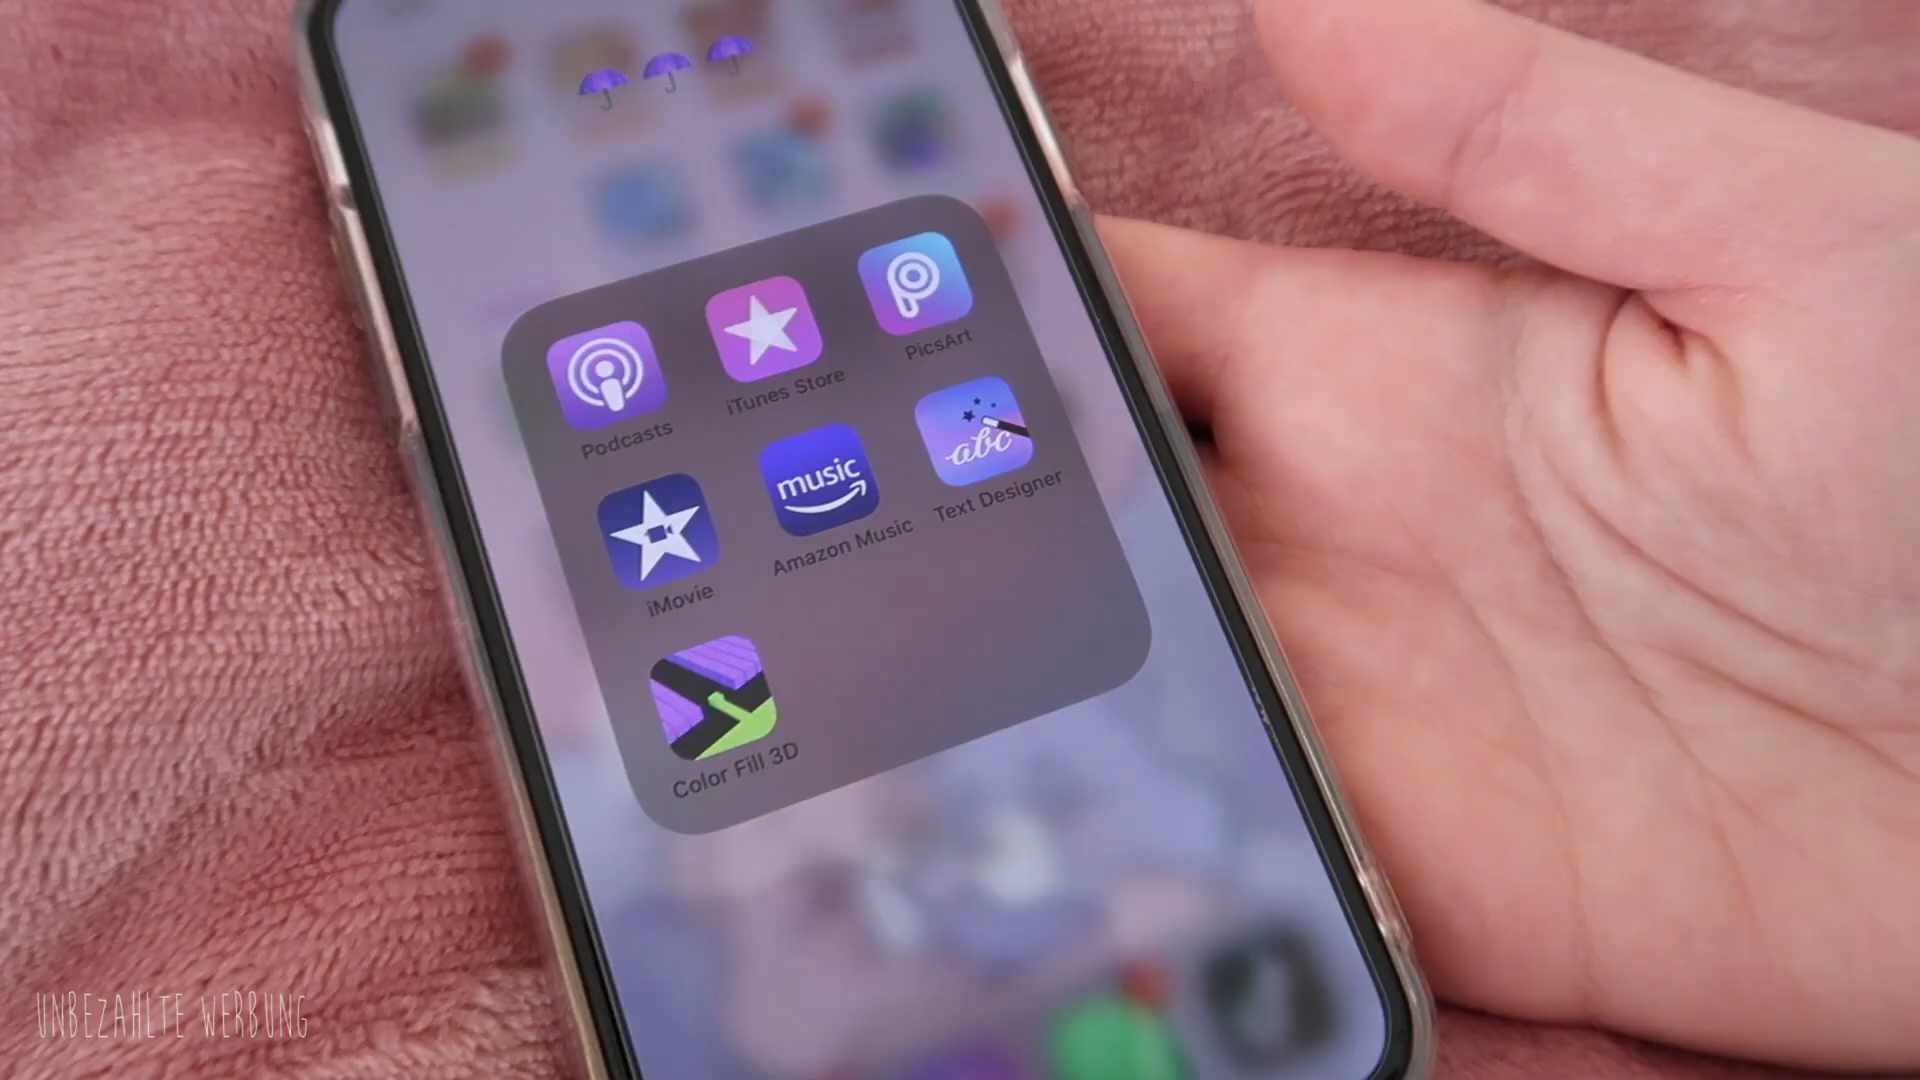 Podcasts
iTunes Store
PicsArt
iMovie
music
Amazon Music
abc
Text Designer
Color Fill 3D
UNBEZAHLTE WERBUNG